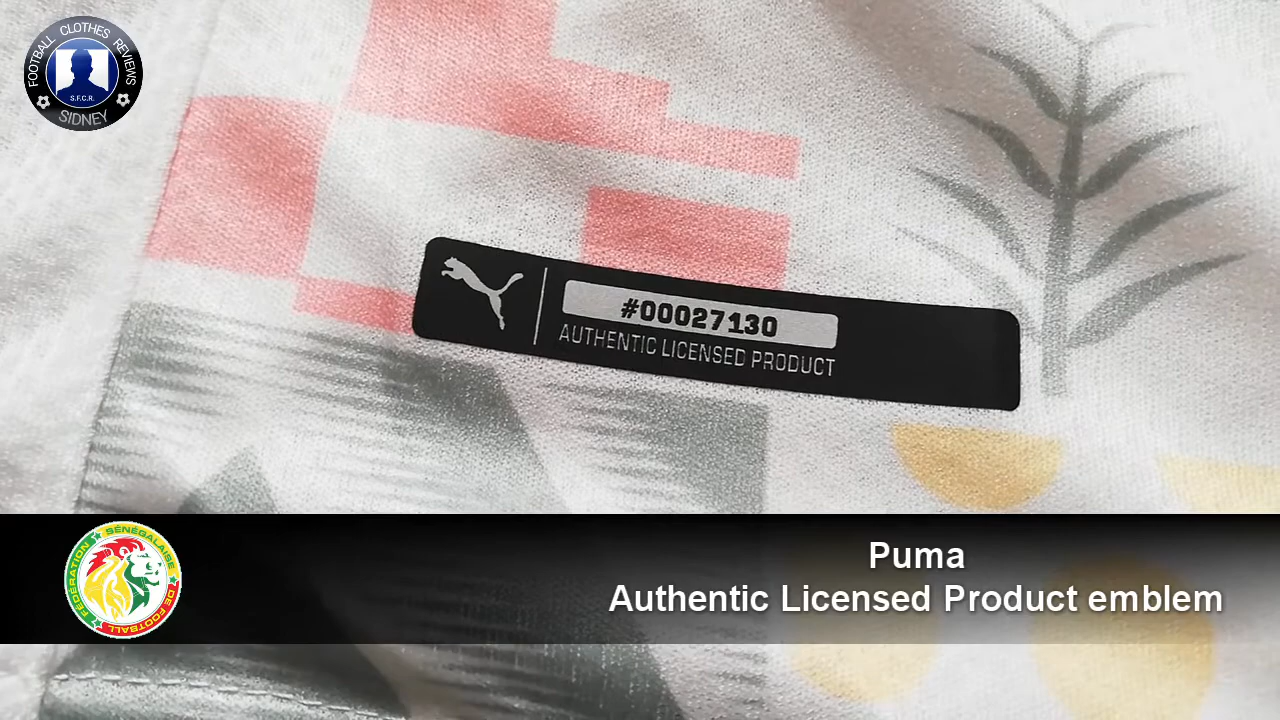 FOOTBALL CLOTHES REVIEWS
S.F.C.R.
SIDNEY
#00027130
AUTHENTIC LICENSED PRODUCT
FÉDÉRATION SÉNÉGALAISE DE FOOTBALL
Puma
Authentic Licensed Product emblem